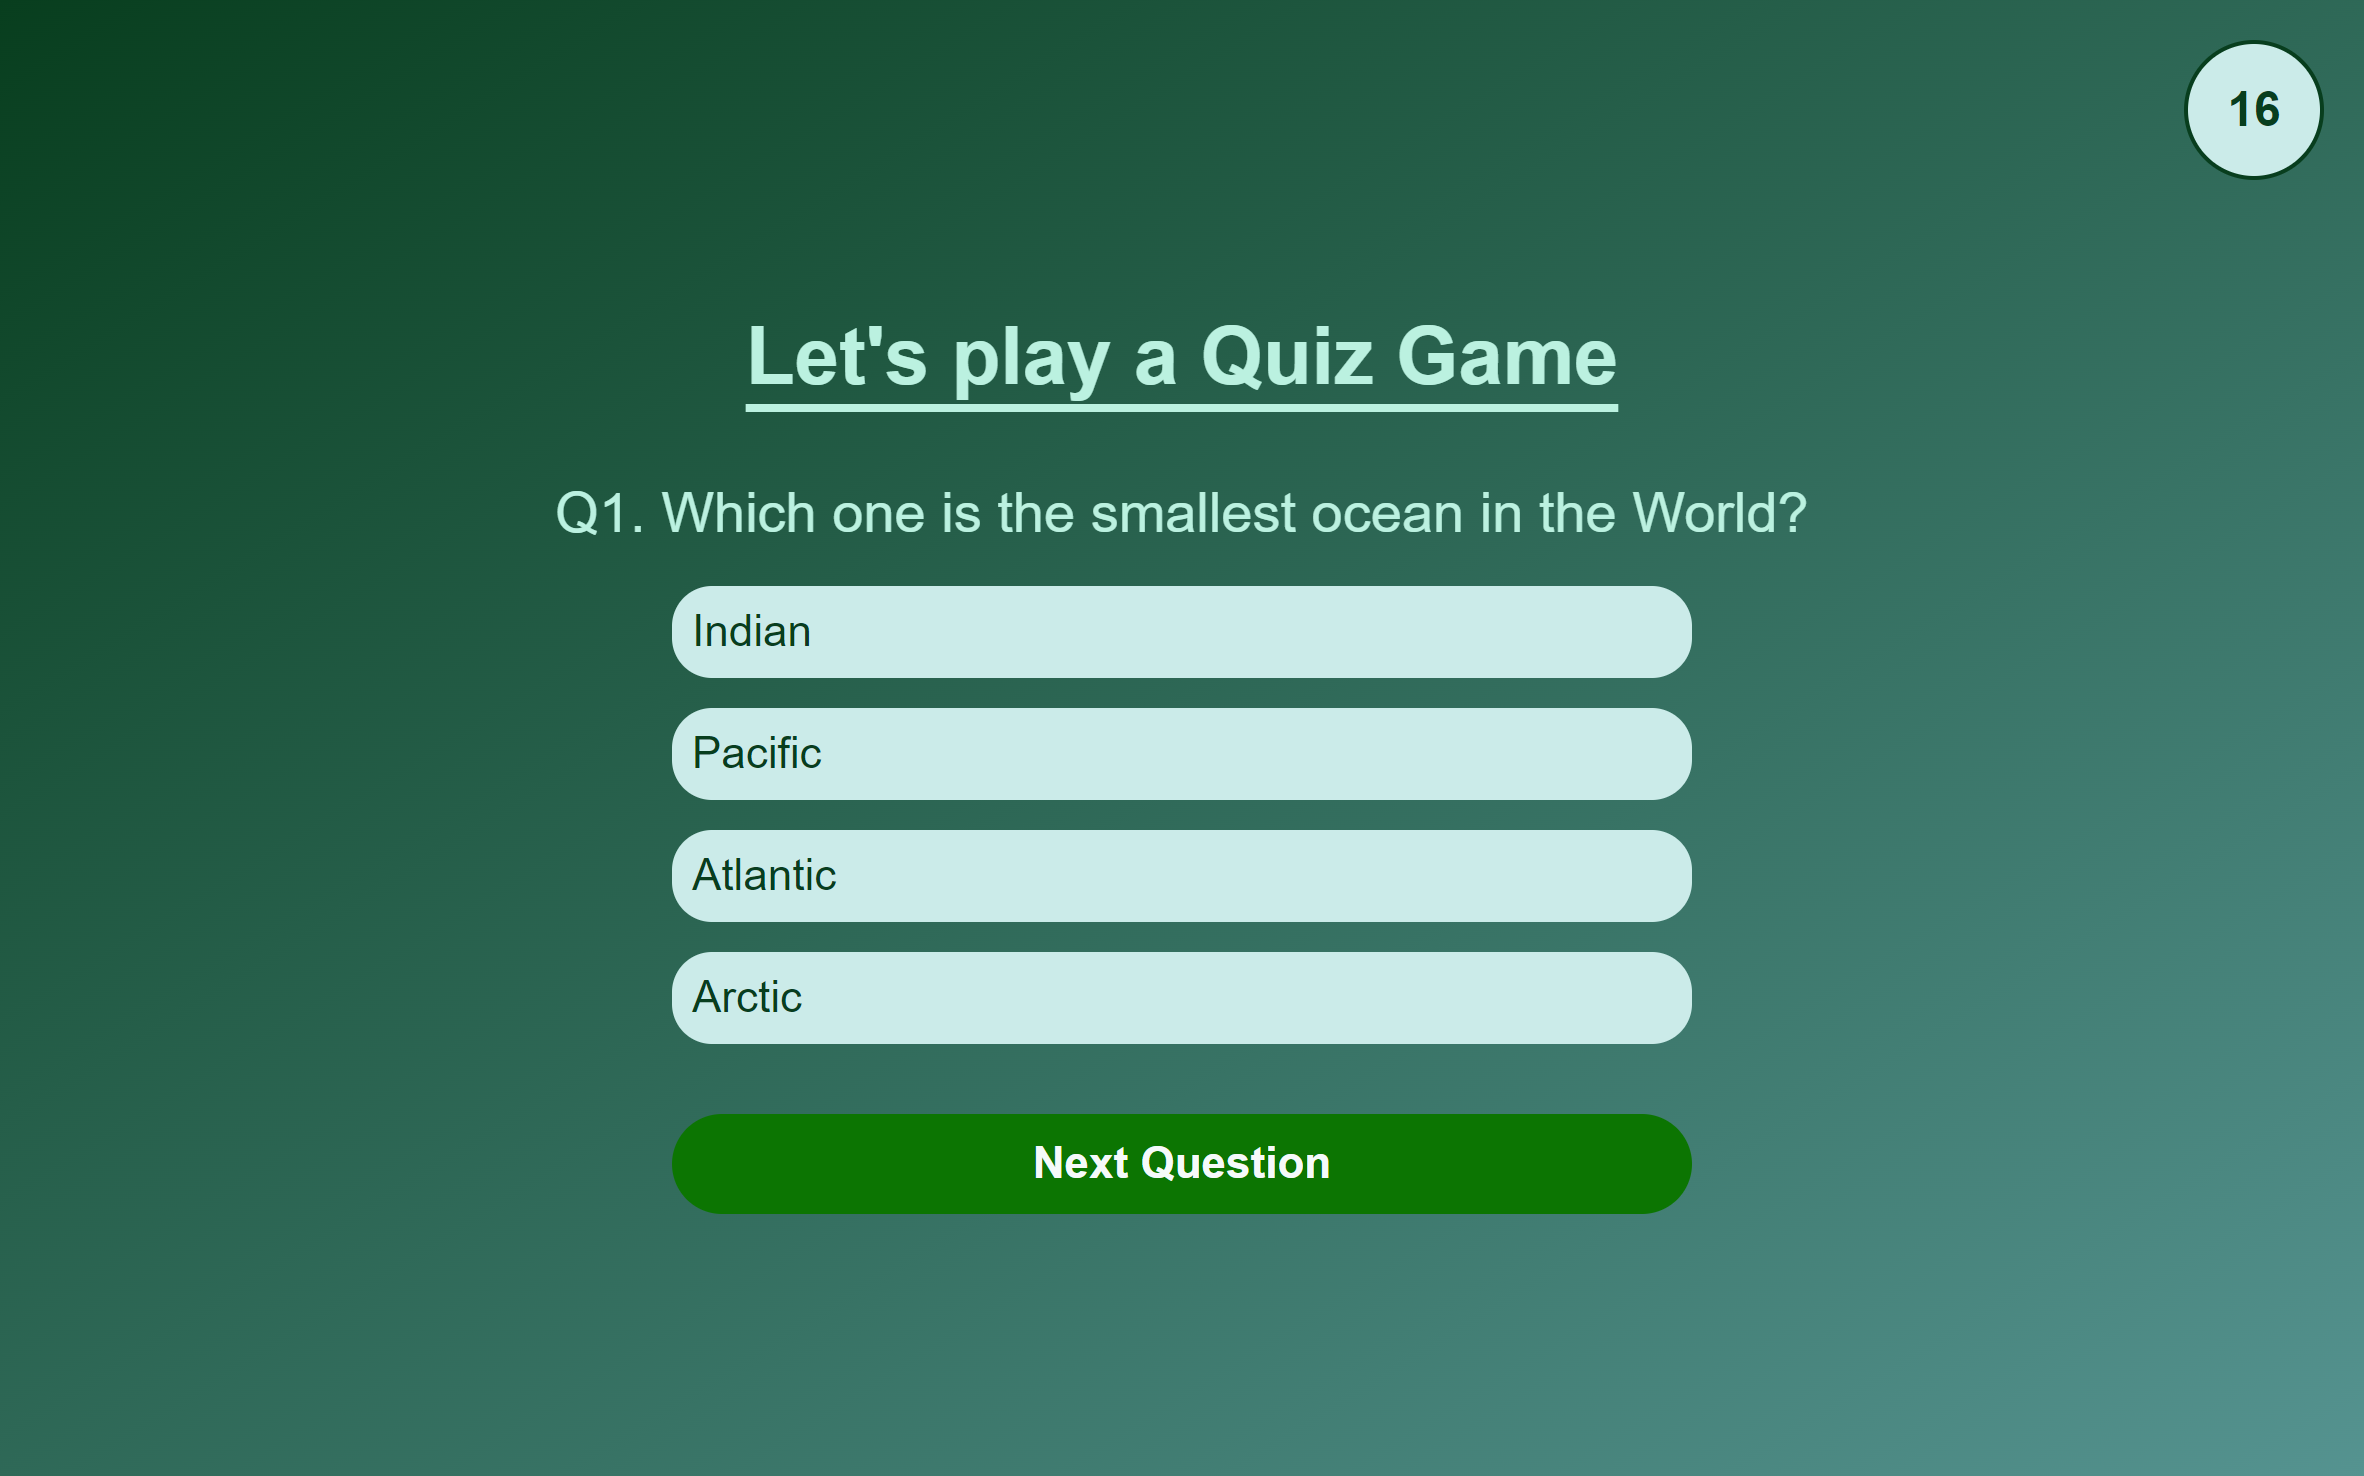 16
Let's play a Quiz Game
Q1. Which one is the smallest ocean in the World?
Indian
Pacific
Atlantic
Arctic
Next Question